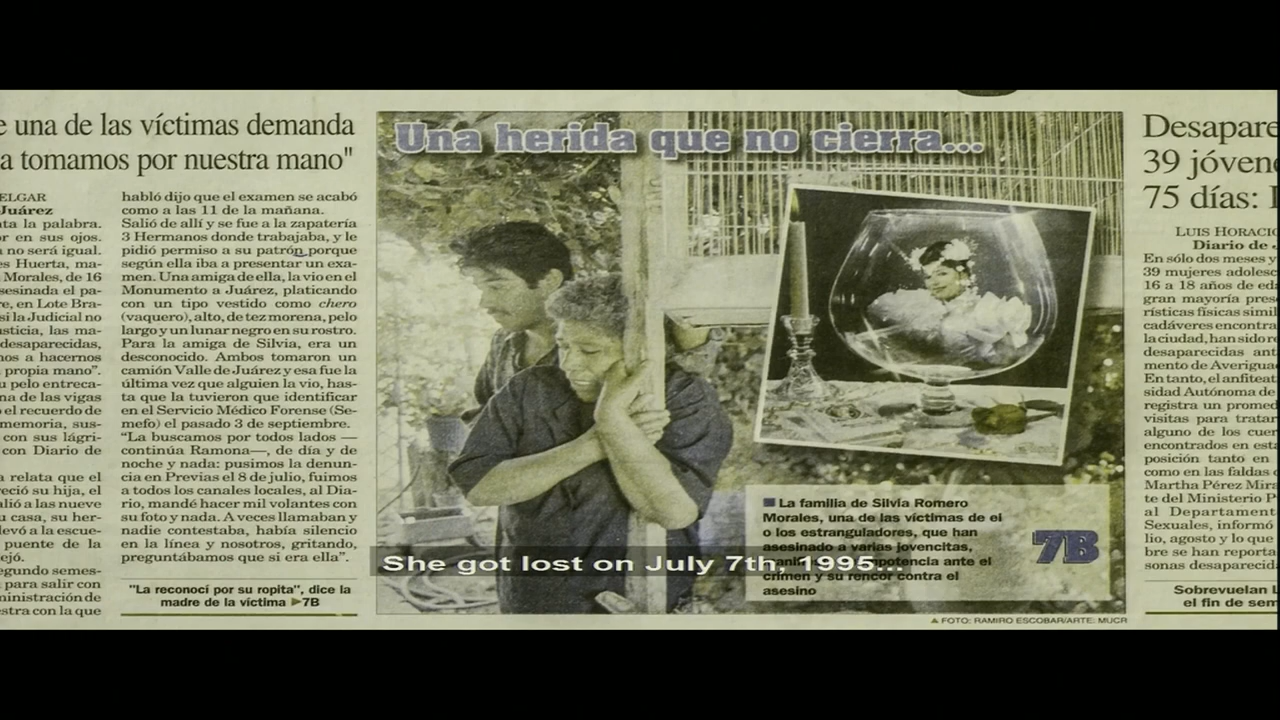 e una de las víctimas demanda
a tomamos por nuestra mano"
ELGAR
Juárez
ta la palabra.
or en sus ojos.
a no será igual.
es Huerta, ma-
Morales, de 16
sesinada el pa-
re, en Lote Bra-
si la Judicial no
usticia, las ma-
desaparecidas,
nos a hacernos
propia mano".
u pelo entreca-
na de las vigas
o el recuerdo de
memoria, sus-
con sus lágri-
con Diario de
a relata que el
reció su hija, el
alió a las nueve
u casa, su her-
levó a la escue-
puente de la
ejó.
egundo semes-
para salir con
ministración de
estra con la que
habló dijo que el examen se acabó
como a las 11 de la mañana.
Salió de allí y se fue a la zapatería
3 Hermanos donde trabajaba, y le
pidió permiso a su patrón porque
según ella iba a presentar un exa-
men. Una amiga de ella, la vio en el
Monumento a Juárez, platicando
con un tipo vestido como chero
(vaquero), alto, de tez morena, pelo
largo y un lunar negro en su rostro.
Para la amiga de Silvia, era un
desconocido. Ambos tomaron un
camión Valle de Juárez y esa fue la
última vez que alguien la vio, has-
ta que la tuvieron que identificar
en el Servicio Médico Forense (Se-
mefo) el pasado 3 de septiembre.
"La buscamos por todos lados —
continúa Ramona—, de día y de
noche y nada: pusimos la denun-
cia en Previas el 8 de julio, fuimos
a todos los canales locales, al Dia-
rio, mandé hacer mil volantes con
su foto y nada. A veces llamaban y
nadie contestaba, había silencio
en la línea y nosotros, gritando,
preguntábamos que si era ella".
"La reconocí por su ropita", dice la
madre de la víctima ▶7B
Una herida que no cierra...
■ La familia de Silvia Romero
Morales, una de las víctimas de el
o los estranguladores, que han
asesinado a varias jovencitas,
impotencia ante el
crimen y su rencor contra el
asesino
7B
She got lost on July 7th, 1995...
▲ FOTO: RAMIRO ESCOBAR/ARTE: MUCR
Desapare
39 jóven
75 días:
LUIS HORACIO
Diario de
En sólo dos meses y
39 mujeres adolesc
16 a 18 años de eda
gran mayoría pres
rísticas físicas simil
cadáveres encontra
la ciudad, han sido re
desaparecidas ant
mento de Averigua
En tanto, el anfiteat
sidad Autónoma de
registra un promed
visitas para tratar
alguno de los cuer
encontrados en esta
posición tanto en
como en las faldas d
Martha Pérez Mira
te del Ministerio P
al Departament
Sexuales, informó
lio, agosto y lo que
bre se han reporta
sonas desaparecid
Sobrevuelan L
el fin de sem